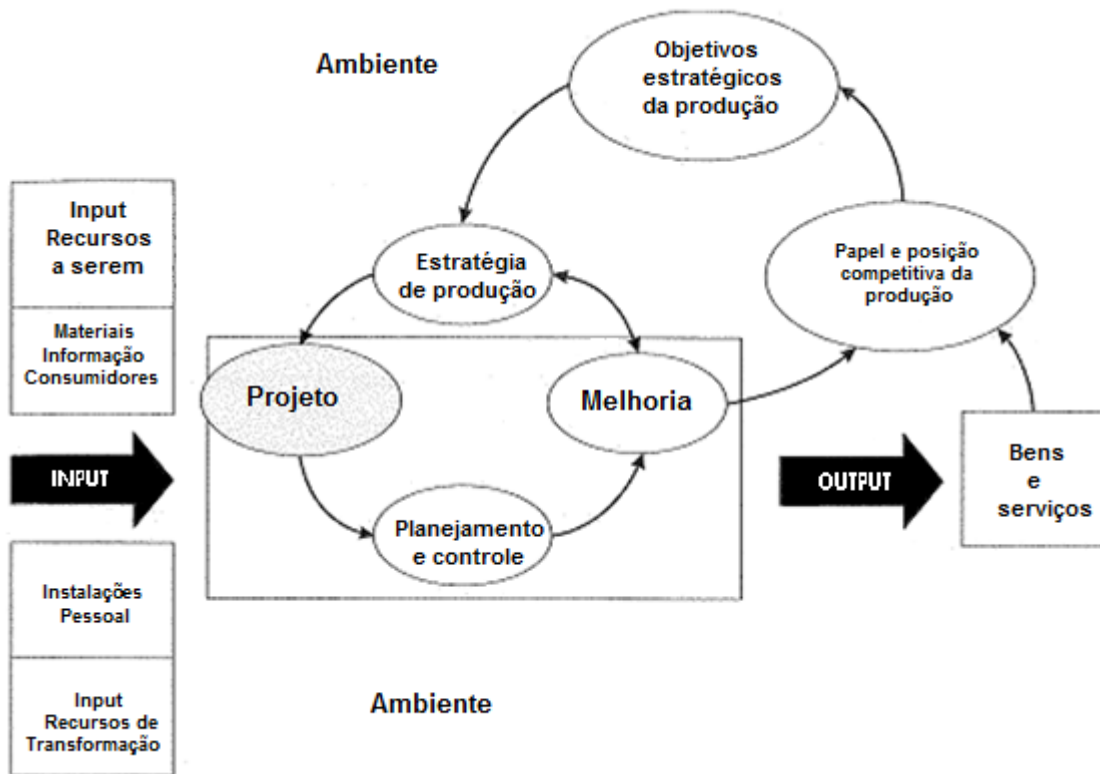 Ambiente
Objetivos
estratégicos
da produção
Input
Recursos
a serem
Materiais
Informação
Consumidores
Estratégia
de produção
Papel e posição
competitiva da
produção
Projeto
Melhoria
INPUT
OUTPUT
Bens
e
serviços
Planejamento
e controle
Instalações
Pessoal
Input
Recursos de
Transformação
Ambiente